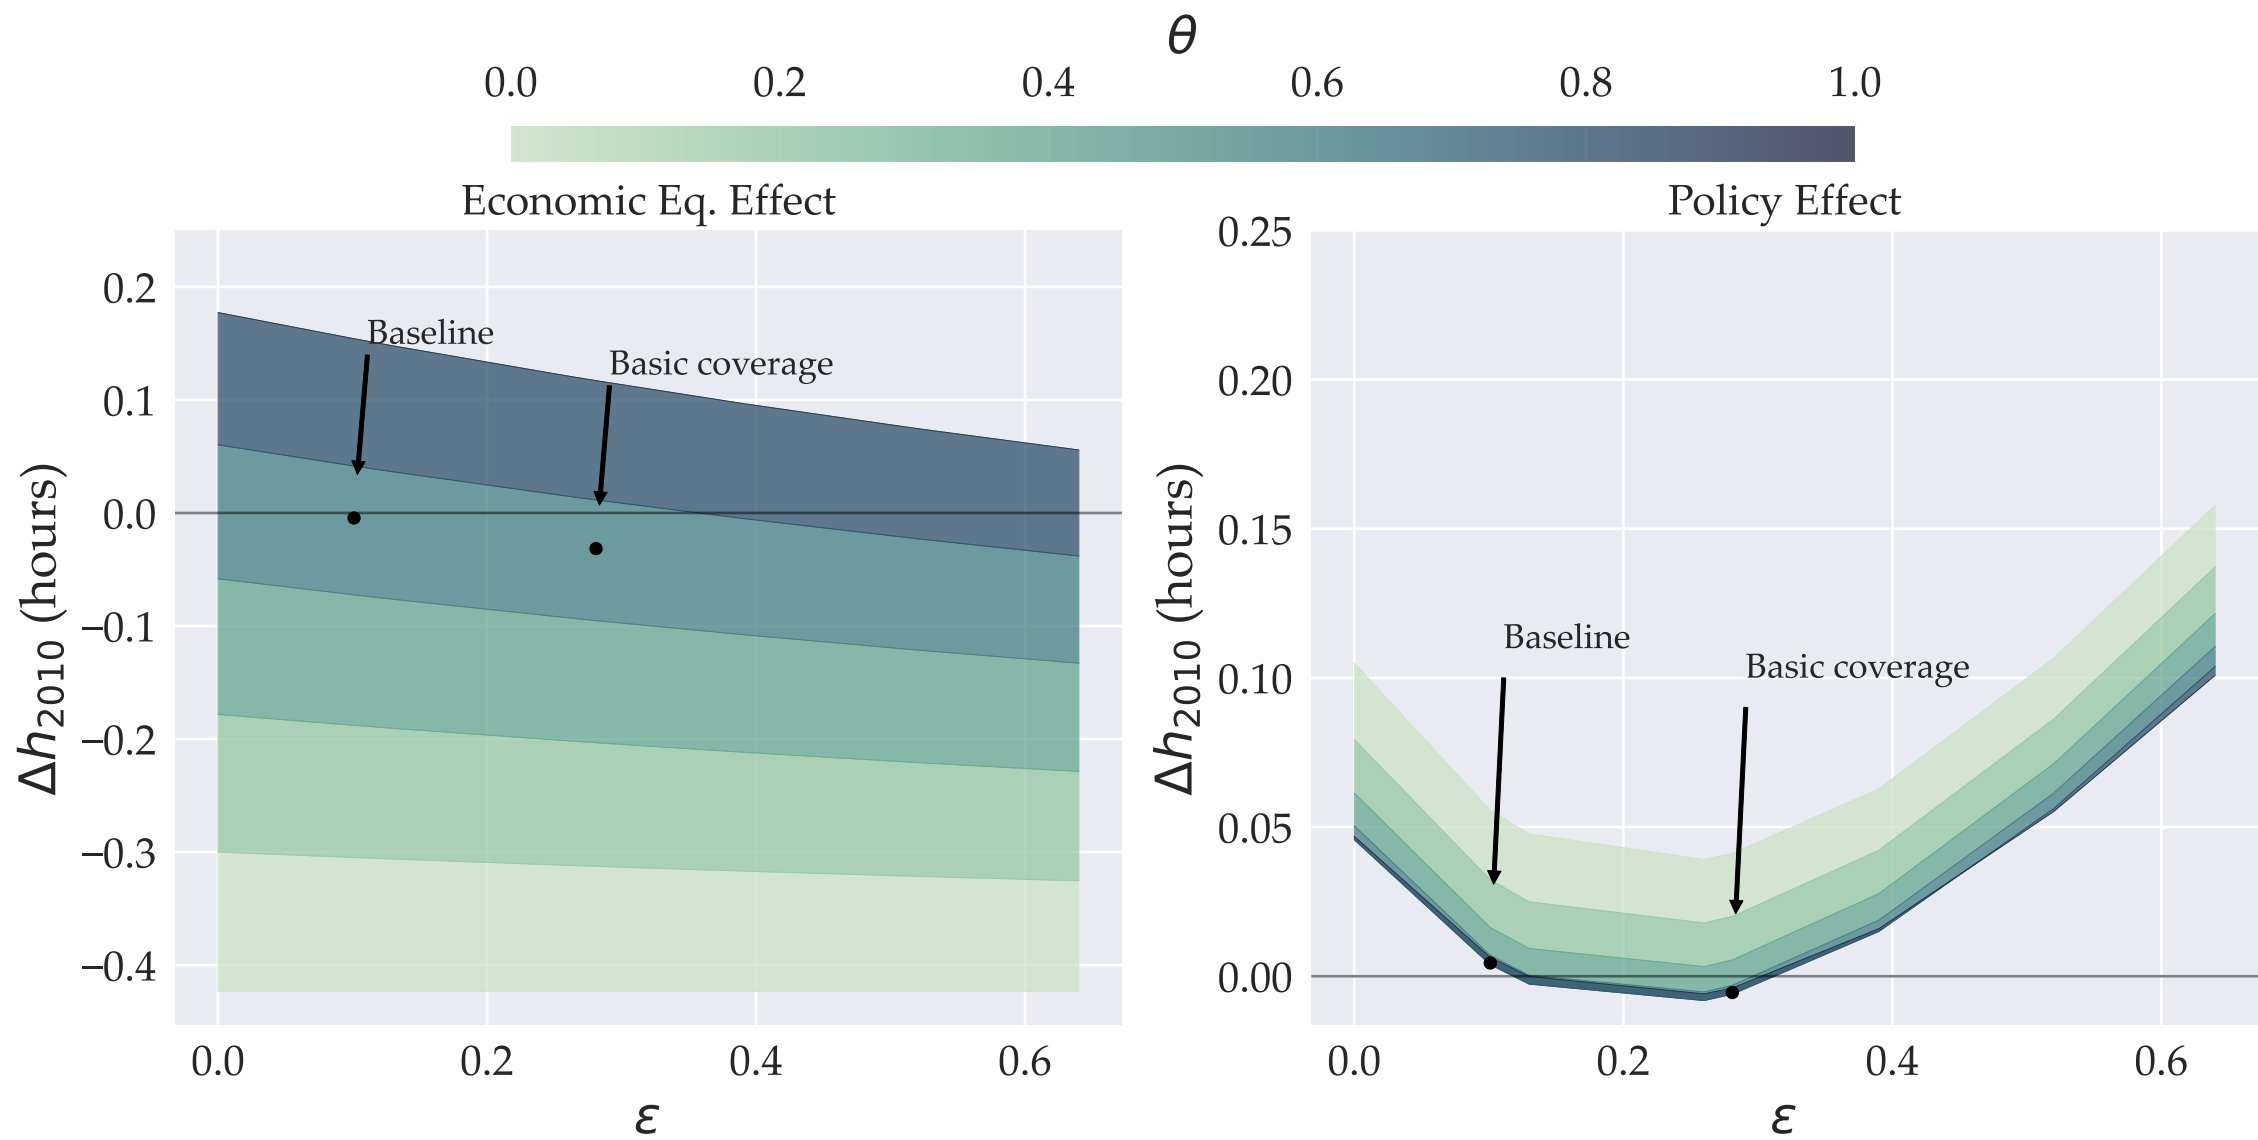 θ
0.0 0.2 0.4 0.6 0.8 1.0
Economic Eq. Effect
Δh2010 (hours)
0.2
0.1
0.0
−0.1
−0.2
−0.3
−0.4
Baseline
Basic coverage
0.0 0.2 0.4 0.6
ε
Policy Effect
Δh2010 (hours)
0.25
0.20
0.15
0.10
0.05
0.00
Baseline
Basic coverage
0.0 0.2 0.4 0.6
ε